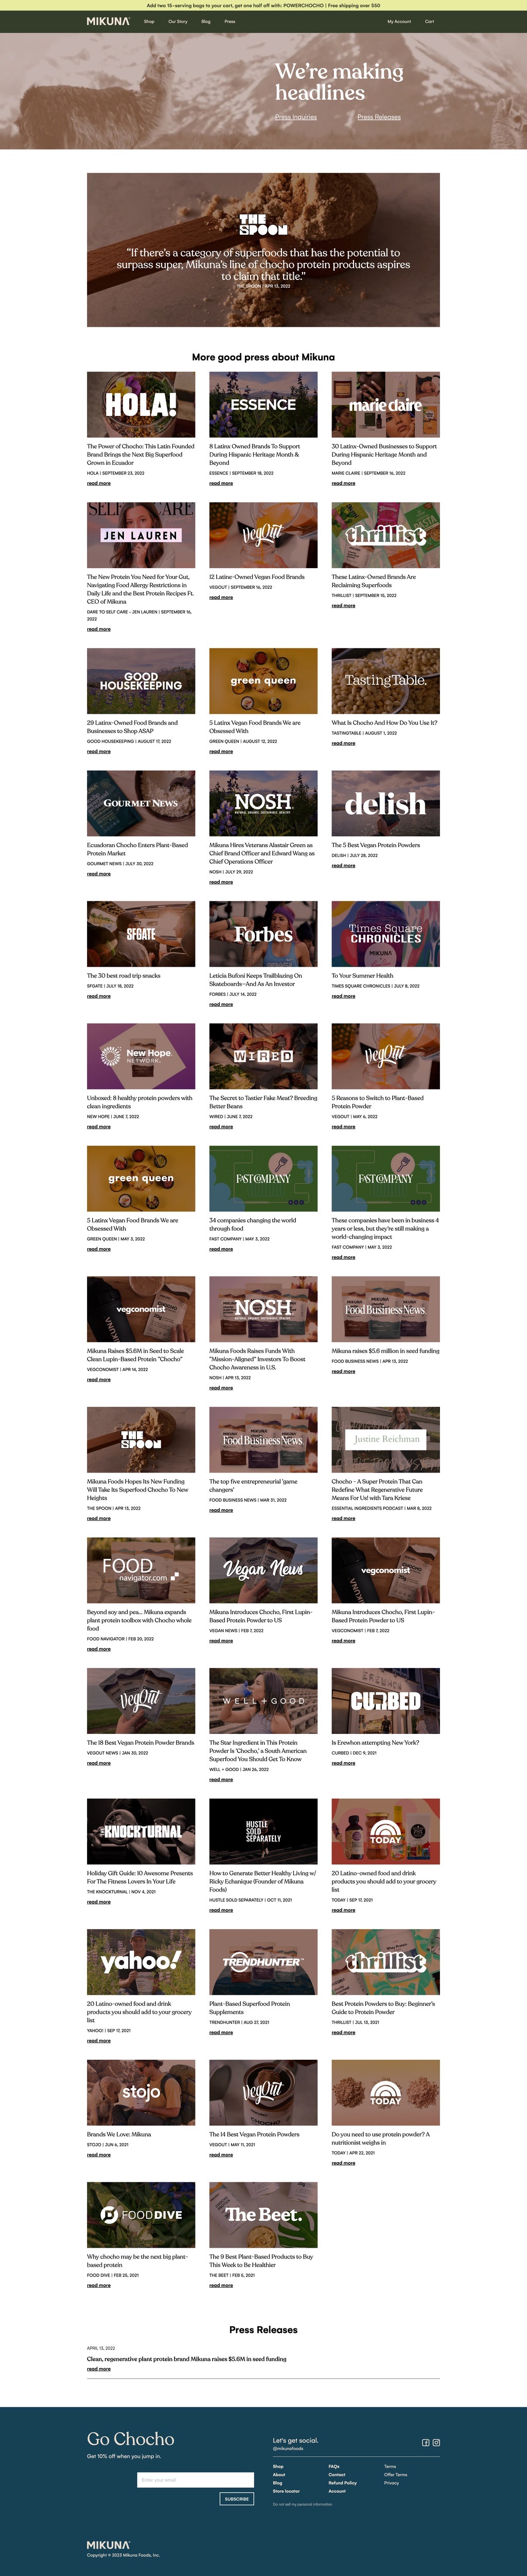 Add two 15-serving bags to your cart, get one half off with: POWERCHOCHO | Free shipping over $50
MIKUNA
Shop
Our Story
Blog
Press
My Account
Cart
We're making
headlines
Press Inquiries
Press Releases
THE
SPOON
"If there's a category of superfoods that has the potential to
surpass super, Mikuna's line of chocho protein products aspires
to claim that title."
THE SPOON | APR 13, 2022
More good press about Mikuna
HOLA!
The Power of Chocho: This Latin Founded
Brand Brings the Next Big Superfood
Grown in Ecuador
HOLA | SEPTEMBER 23, 2022
read more
ESSENCE
8 Latinx Owned Brands To Support
During Hispanic Heritage Month &
Beyond
ESSENCE | SEPTEMBER 19, 2022
read more
marie claire
30 Latinx-Owned Businesses to Support
During Hispanic Heritage Month and
Beyond
MARIE CLAIRE | SEPTEMBER 16, 2022
read more
SELF CARE
JEN LAUREN
The New Protein You Need for Your Gut,
Navigating Food Allergy Restrictions in
Daily Life and the Best Protein Recipes Ft.
CEO of Mikuna
DARE TO SELF CARE - JEN LAUREN | SEPTEMBER 16,
2022
read more
VegOut
12 Latine-Owned Vegan Food Brands
VEGOUT | SEPTEMBER 16, 2022
read more
thrillist
These Latinx-Owned Brands Are
Reclaiming Superfoods
THRILLIST | SEPTEMBER 15, 2022
read more
GOOD
HOUSEKEEPING
29 Latinx-Owned Food Brands and
Businesses to Shop ASAP
GOOD HOUSEKEEPING | AUGUST 17, 2022
read more
green queen
5 Latinx Vegan Food Brands We are
Obsessed With
GREEN QUEEN | AUGUST 12, 2022
read more
Tasting Table.
What Is Chocho And How Do You Use It?
TASTINGTABLE | AUGUST 1, 2022
read more
GOURMET NEWS
Ecuadoran Chocho Enters Plant-Based
Protein Market
GOURMET NEWS | JULY 30, 2022
read more
NOSH
NATURAL, ORGANIC, SUSTAINABLE, HEALTHY
Mikuna Hires Veterans Alastair Green as
Chief Brand Officer and Edward Wang as
Chief Operations Officer
NOSH | JULY 29, 2022
read more
delish
The 5 Best Vegan Protein Powders
DELISH | JULY 28, 2022
read more
SFGATE
The 30 best road trip snacks
SFGATE | JULY 18, 2022
read more
Forbes
Leticia Bufoni Keeps Trailblazing On
Skateboards—And As An Investor
FORBES | JULY 14, 2022
read more
Times Square
CHRONICLES
MIKUNA
To Your Summer Health
TIMES SQUARE CHRONICLES | JULY 8, 2022
read more
New Hope
NETWORK
Unboxed: 8 healthy protein powders with
clean ingredients
NEW HOPE | JUNE 7, 2022
read more
WIRED
The Secret to Tastier Fake Meat? Breeding
Better Beans
WIRED | JUNE 7, 2022
read more
VegOut
5 Reasons to Switch to Plant-Based
Protein Powder
VEGOUT | MAY 6, 2022
read more
green queen
5 Latinx Vegan Food Brands We are
Obsessed With
GREEN QUEEN | MAY 3, 2022
read more
FAST COMPANY
34 companies changing the world
through food
FAST COMPANY | MAY 3, 2022
read more
FAST COMPANY
These companies have been in business 4
years or less, but they're still making a
world-changing impact
FAST COMPANY | MAY 3, 2022
read more
vegconomist
Mikuna Raises $5.6M in Seed to Scale
Clean Lupin-Based Protein "Chocho"
VEGCONOMIST | APR 14, 2022
read more
NOSH
NATURAL, ORGANIC, SUSTAINABLE, HEALTHY
Mikuna Foods Raises Funds With
"Mission-Aligned" Investors To Boost
Chocho Awareness in U.S.
NOSH | APR 13, 2022
read more
Food Business News
Mikuna raises $5.6 million in seed funding
FOOD BUSINESS NEWS | APR 13, 2022
read more
THE
SPOON
Mikuna Foods Hopes Its New Funding
Will Take Its Superfood Chocho To New
Heights
THE SPOON | APR 13, 2022
read more
Food Business News
The top five entrepreneurial 'game
changers'
FOOD BUSINESS NEWS | MAR 31, 2022
read more
Justine Reichman
Chocho - A Super Protein That Can
Redefine What Regenerative Future
Means For Us! with Tara Kriese
ESSENTIAL INGREDIENTS PODCAST | MAR 8, 2022
read more
FOOD
navigator.com
Beyond soy and pea... Mikuna expands
plant protein toolbox with Chocho whole
food
FOOD NAVIGATOR | FEB 20, 2022
read more
Vegan News
Mikuna Introduces Chocho, First Lupin-
Based Protein Powder to US
VEGAN NEWS | FEB 7, 2022
read more
vegconomist
Mikuna Introduces Chocho, First Lupin-
Based Protein Powder to US
VEGCONOMIST | FEB 7, 2022
read more
VegOut
The 18 Best Vegan Protein Powder Brands
VEGOUT NEWS | JAN 30, 2022
read more
WELL+GOOD
The Star Ingredient in This Protein
Powder Is 'Chocho,' a South American
Superfood You Should Get To Know
WELL + GOOD | JAN 26, 2022
read more
CURBED
Is Erewhon attempting New York?
CURBED | DEC 9, 2021
read more
THE KNOCKTURNAL
Holiday Gift Guide: 10 Awesome Presents
For The Fitness Lovers In Your Life
THE KNOCKTURNAL | NOV 4, 2021
read more
HUSTLE
SOLD
SEPARATELY
How to Generate Better Healthy Living w/
Ricky Echanique (Founder of Mikuna
Foods)
HUSTLE SOLD SEPARATELY | OCT 11, 2021
read more
TODAY
20 Latino-owned food and drink
products you should add to your grocery
list
TODAY | SEP 17, 2021
read more
yahoo!
20 Latino-owned food and drink
products you should add to your grocery
list
YAHOO! | SEP 17, 2021
read more
TRENDHUNTER
Plant-Based Superfood Protein
Supplements
TRENDHUNTER | AUG 27, 2021
read more
thrillist
Best Protein Powders to Buy: Beginner's
Guide to Protein Powder
THRILLIST | JUL 13, 2021
read more
stojo
Brands We Love: Mikuna
STOJO | JUN 6, 2021
read more
VegOut
CHOCHO
The 14 Best Vegan Protein Powders
VEGOUT | MAY 11, 2021
read more
TODAY
Do you need to use protein powder? A
nutritionist weighs in
TODAY | APR 22, 2021
read more
FOODDIVE
Why chocho may be the next big plant-
based protein
FOOD DIVE | FEB 25, 2021
read more
The Beet.
The 9 Best Plant-Based Products to Buy
This Week to Be Healthier
THE BEET | FEB 5, 2021
read more
Press Releases
APRIL 13, 2022
Clean, regenerative plant protein brand Mikuna raises $5.6M in seed funding
read more
Go Chocho
Get 10% off when you jump in.
Enter your email
SUBSCRIBE
Let's get social.
@mikunafoods
Shop
About
Blog
Store locator
FAQs
Contact
Refund Policy
Account
Terms
Offer Terms
Privacy
Do not sell my personal information.
MIKUNA
Copyright © 2023 Mikuna Foods, Inc.